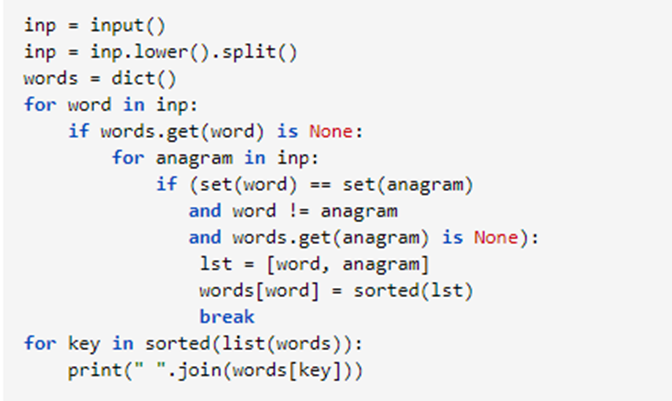 inp = input()
inp = inp.lower().split()
words = dict()
for word in inp:
    if words.get(word) is None:
        for anagram in inp:
            if (set(word) == set(anagram)
               and word != anagram
               and words.get(anagram) is None):
                lst = [word, anagram]
                words[word] = sorted(lst)
                break
for key in sorted(list(words)):
    print(" ".join(words[key]))